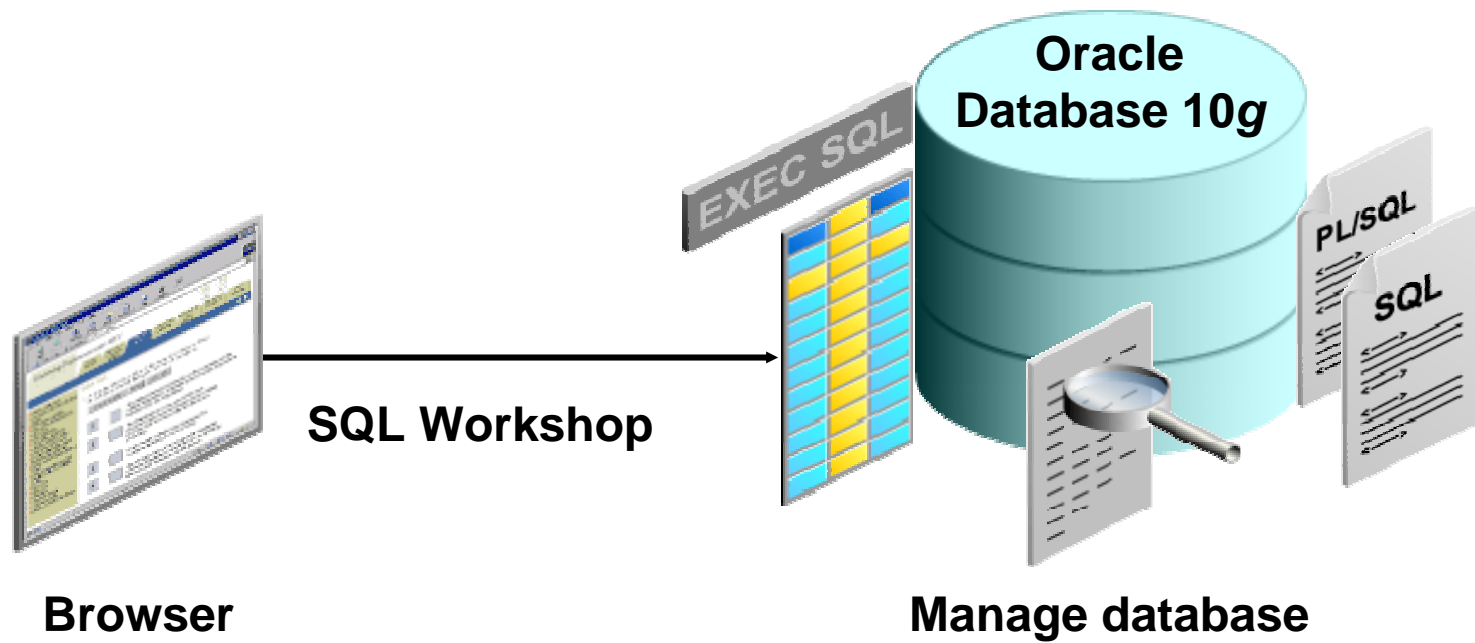 Oracle
Database 10g
EXEC SQL
PL/SQL
SQL
SQL Workshop
Browser
Manage database